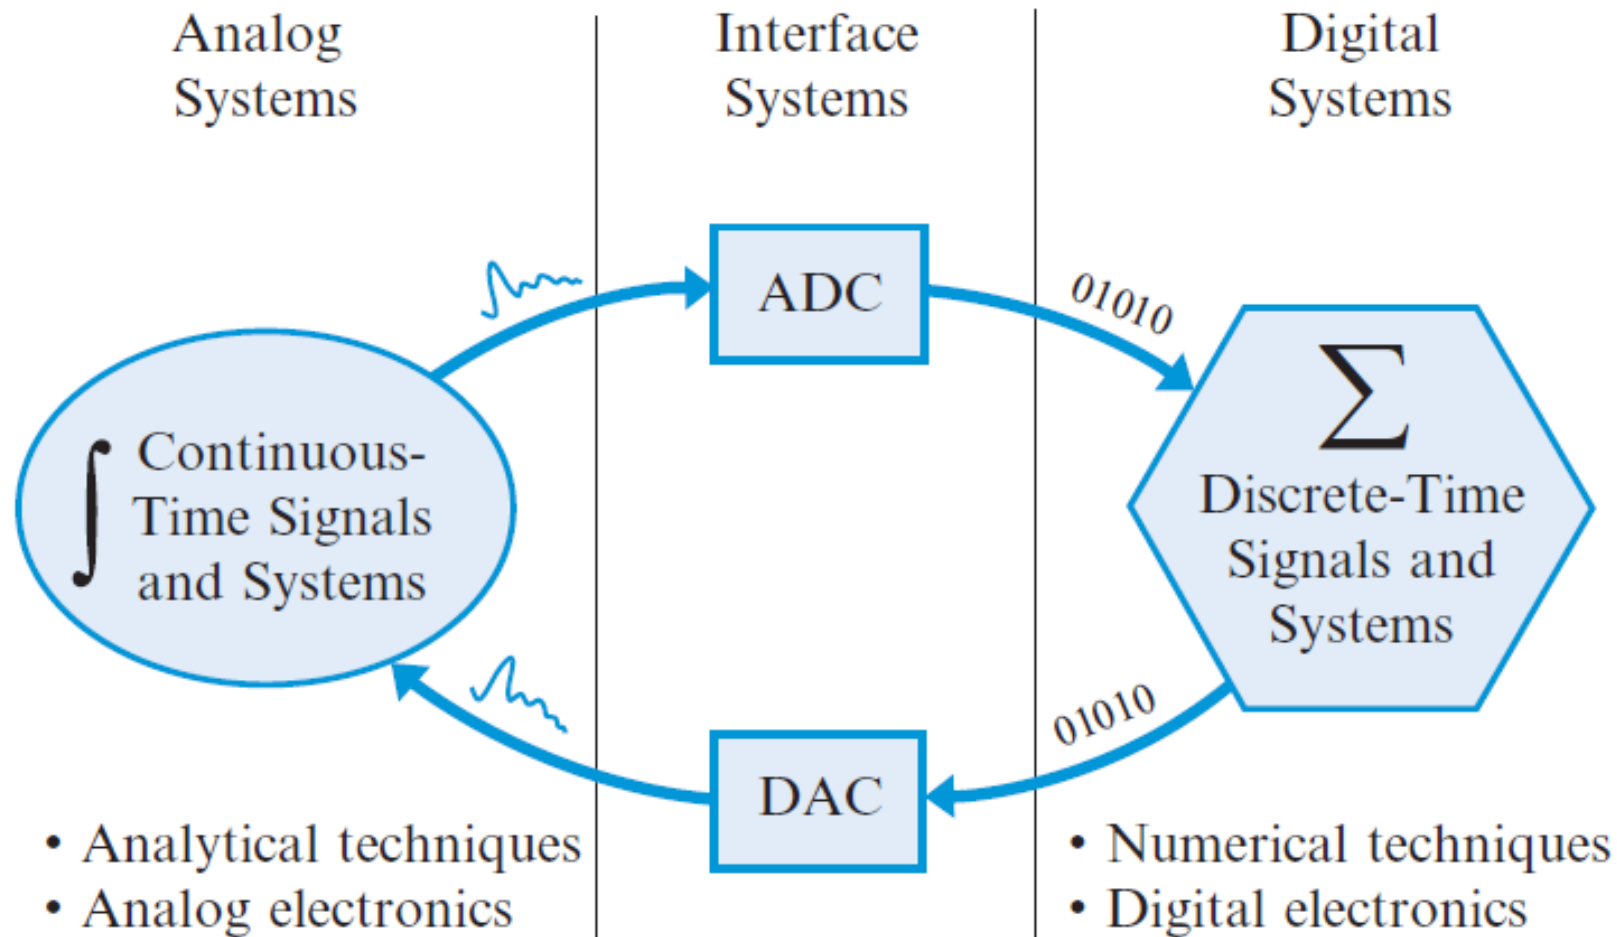 Analog
Systems
Interface
Systems
Digital
Systems
ADC
01010
∫
Continuous-
Time Signals
and Systems
∑
Discrete-Time
Signals and
Systems
DAC
01010
• Analytical techniques
• Analog electronics
• Numerical techniques
• Digital electronics